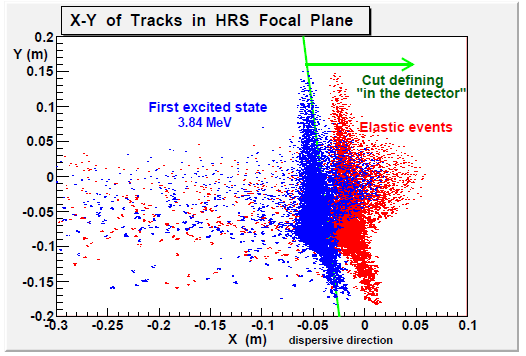 X-Y of Tracks in HRS Focal Plane
Y (m)
0.2
0.15
0.1
0.05
0
-0.05
-0.1
-0.15
-0.2
Cut defining
"in the detector"
First excited state
3.84 MeV
Elastic events
-0.3 -0.25 -0.2 -0.15 -0.1 -0.05 0 0.05 0.1
X (m) dispersive direction